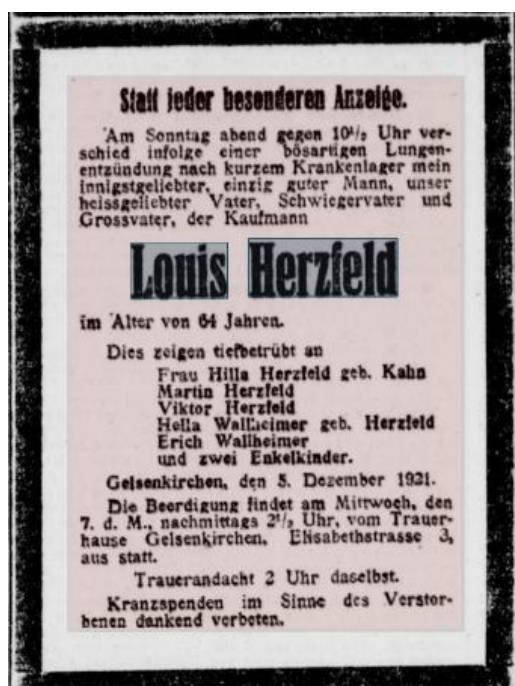 Statt jeder besonderen Anzeige.
Am Sonntag abend gegen 10½ Uhr ver-
schied infolge einer bösartigen Lungen-
entzündung nach kurzem Krankenlager mein
innigstgeliebter, einzig guter Mann, unser
heissgeliebter Vater, Schwiegervater und
Grossvater, der Kaufmann
Louis Herzfeld
im Alter von 64 Jahren.
Dies zeigen tiefbetrübt an
Frau Hilla Herzfeld geb. Kahn
Martin Herzfeld
Viktor Herzfeld
Hella Wallheimer geb. Herzfeld
Erich Wallheimer
und zwei Enkelkinder.
Gelsenkirchen, den 5. Dezember 1921.
Die Beerdigung findet am Mittwoch, den
7. d. M., nachmittags 2½ Uhr, vom Trauer-
hause Gelsenkirchen, Elisabethstrasse 3,
aus statt.
Trauerandacht 2 Uhr daselbst.
Kranzspenden im Sinne des Verstor-
benen dankend verbeten.